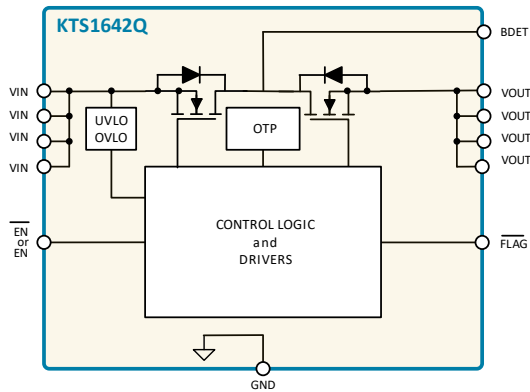 KTS1642Q
BDET
VIN
VIN
VIN
VIN
UVLO
OVLO
OTP
VOUT
VOUT
VOUT
VOUT
EN
or
EN
CONTROL LOGIC
and
DRIVERS
FLAG
GND